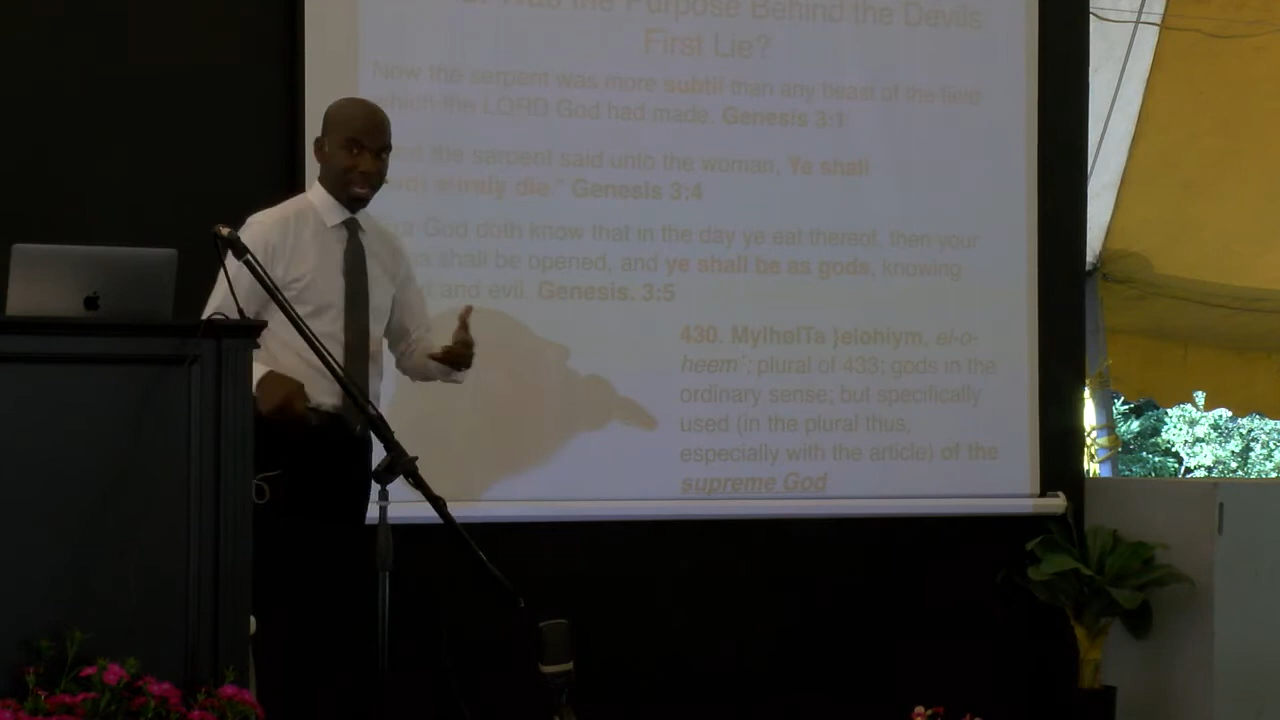 Was the Purpose Behind the Devils
First Lie?
Now the serpent was more subtil than any beast of the field
which the LORD God had made. Genesis 3:1
the serpent said unto the woman, Ye shall
surely die." Genesis 3:4
God doth know that in the day ye eat thereof, then your
shall be opened, and ye shall be as gods, knowing
and evil. Genesis. 3:5
430. MyIhølTa }elohiym, el-o-
heem'; plural of 433; gods in the
ordinary sense; but specifically
used (in the plural thus,
especially with the article) of the
supreme God